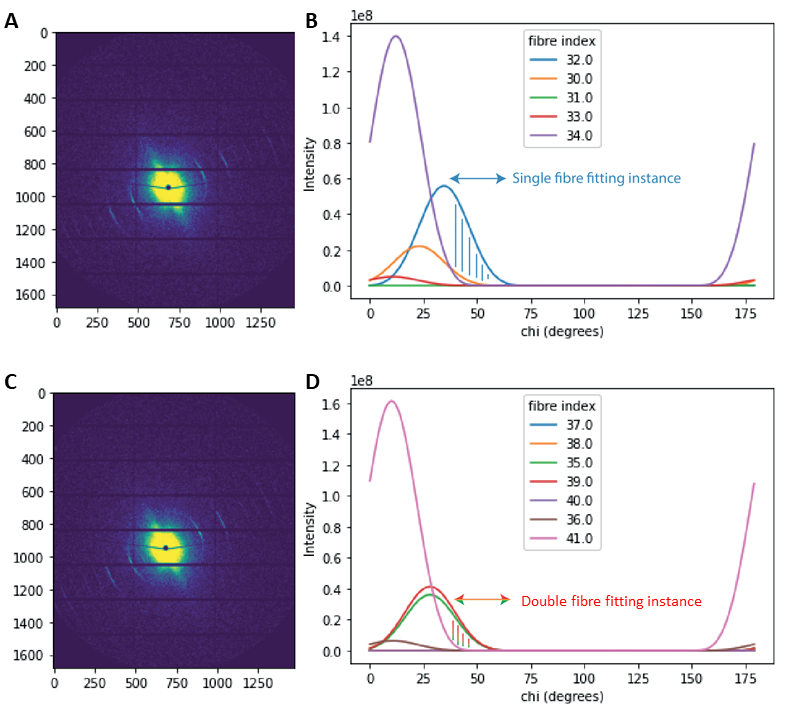 A
0
200
400
600
800
1000
1200
1400
1600
0 250 500 750 1000 1250
B
1e8
1.4
1.2
1.0
0.8
0.6
0.4
0.2
0.0
Intensity
fibre index
32.0
30.0
31.0
33.0
34.0
Single fibre fitting instance
0 25 50 75 100 125 150 175
chi (degrees)
C
0
200
400
600
800
1000
1200
1400
1600
0 250 500 750 1000 1250
D
1e8
1.6
1.4
1.2
1.0
0.8
0.6
0.4
0.2
0.0
Intensity
fibre index
37.0
38.0
35.0
39.0
40.0
36.0
41.0
Double fibre fitting instance
0 25 50 75 100 125 150 175
chi (degrees)